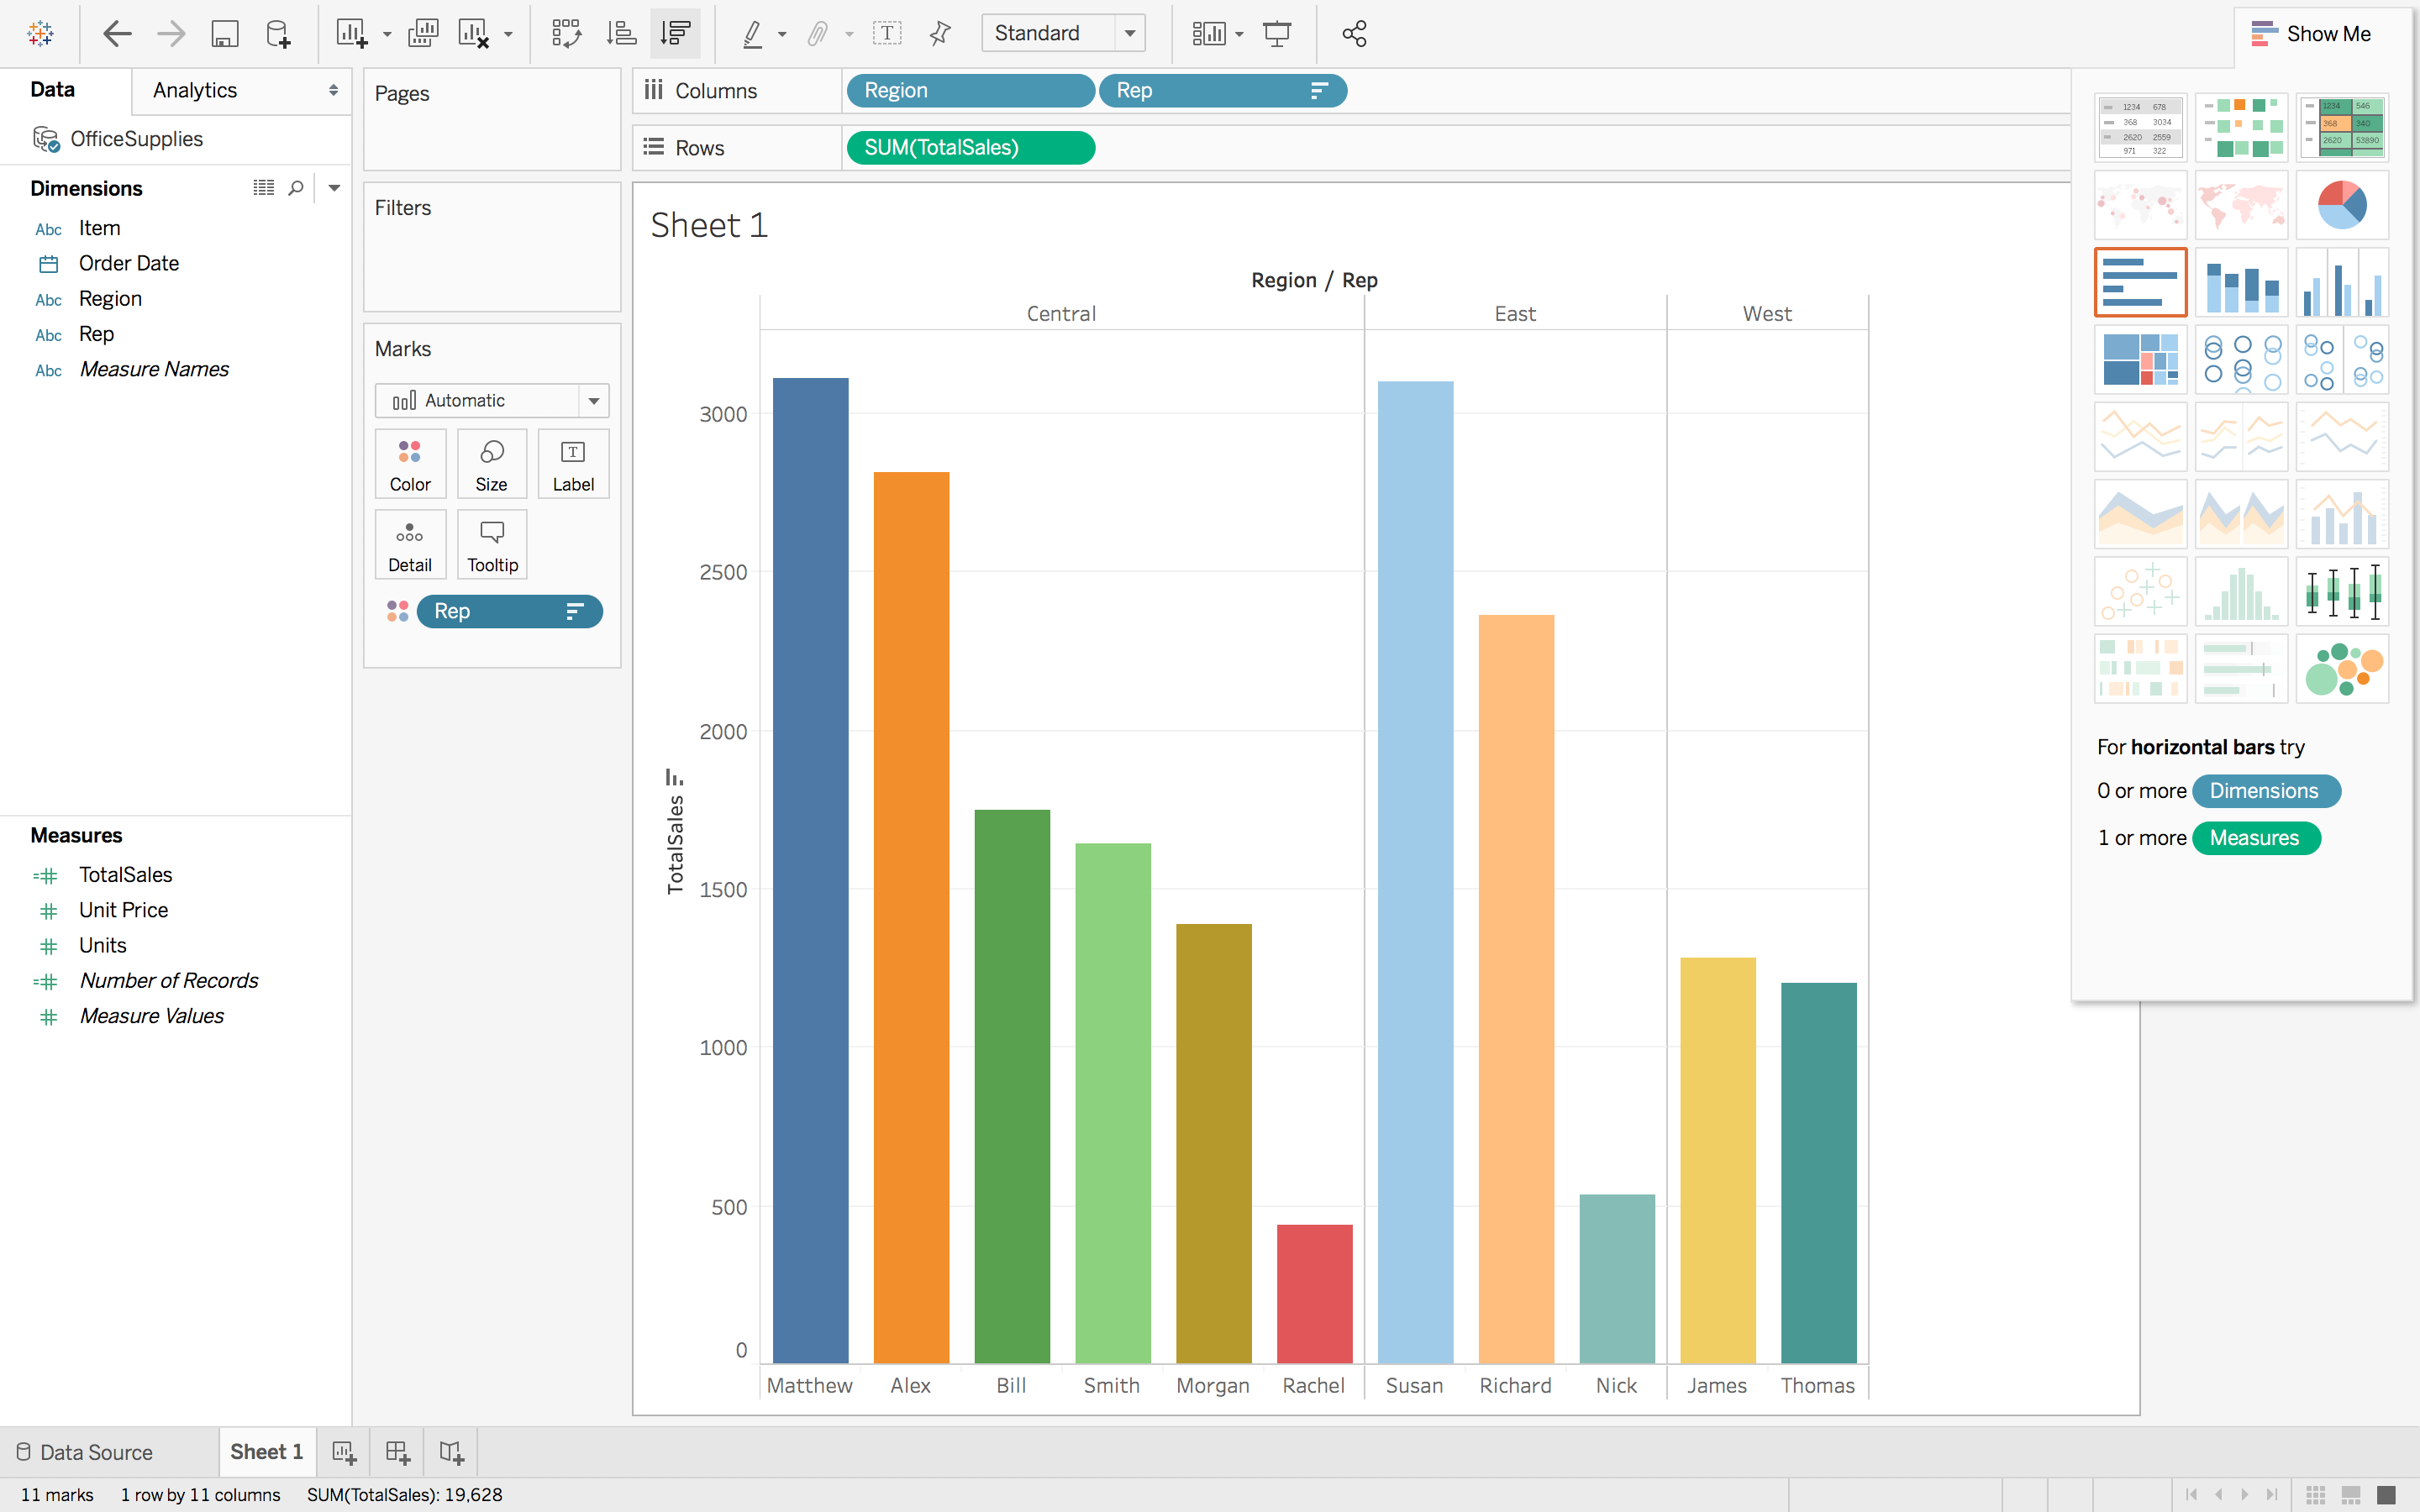 Standard
Show Me
Data
Analytics
OfficeSupplies
Dimensions
Abc Item
Order Date
Abc Region
Abc Rep
Abc Measure Names
Measures
TotalSales
Unit Price
Units
Number of Records
Measure Values
Pages
Filters
Marks
Automatic
Color Size Label
Detail Tooltip
Rep
Columns Region Rep
Rows SUM(TotalSales)
Sheet 1
Region / Rep
Central East West
TotalSales
3000
2500
2000
1500
1000
500
0
Matthew Alex Bill Smith Morgan Rachel Susan Richard Nick James Thomas
1234 678
368 3034
2620 2559
971 322
1234 546
368 340
2620 53890
For horizontal bars try
0 or more Dimensions
1 or more Measures
Data Source Sheet 1
11 marks 1 row by 11 columns SUM(TotalSales): 19,628